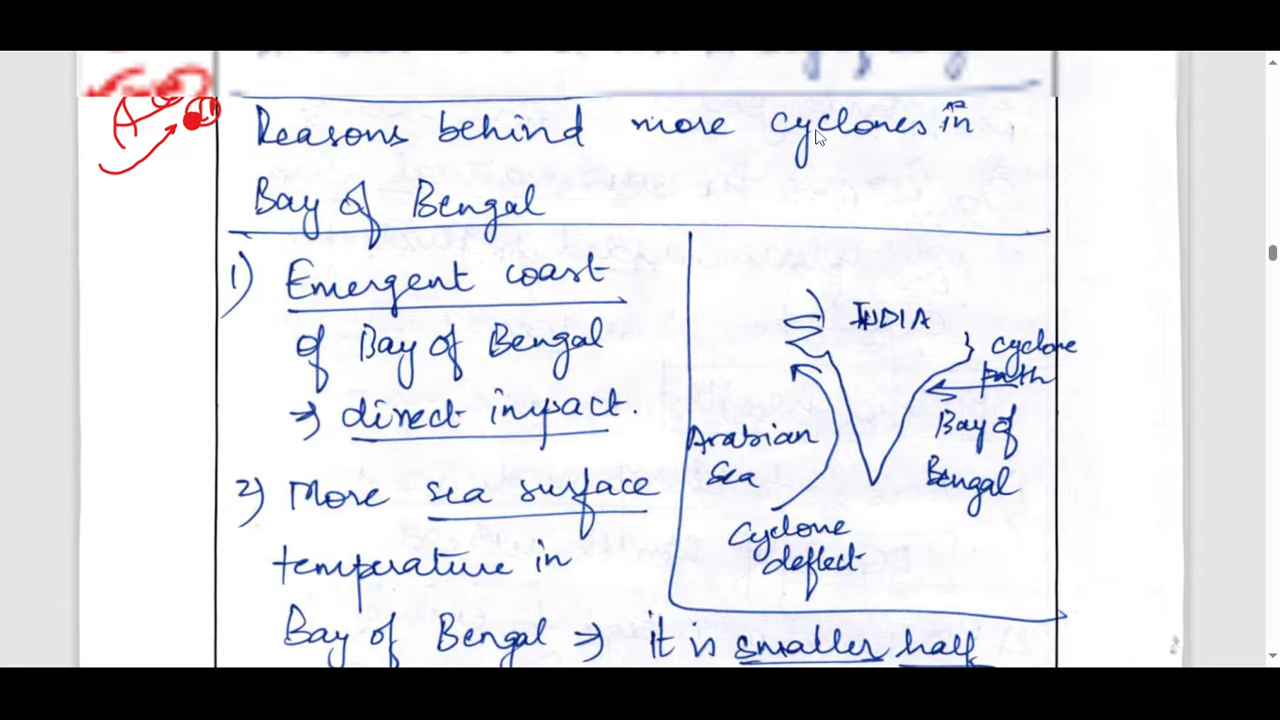 Reasons behind more cyclones in
Bay of Bengal
1) Emergent coast
of Bay of Bengal
→ direct impact.
2) More sea surface
temperature in
Bay of Bengal ⇒ it is smaller half
INDIA
cyclone
path
Arabian
Sea
Bay of
Bengal
Cyclone
deflect